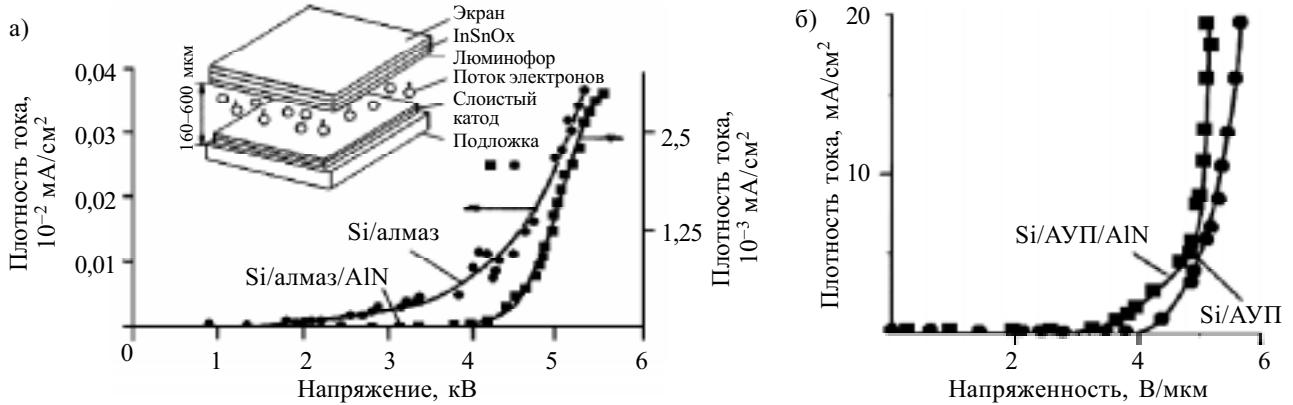 а)
Экран
InSnOx
Люминофор
Поток электронов
Слоистый
катод
Подложка
160–600 мкм
Плотность тока,
10⁻² мА/см²
0,04
0,03
0,02
0,01
0
1
2
3
4
5
6
Напряжение, кВ
Si/алмаз
Si/алмаз/AlN
2,5
1,25
Плотность тока,
10⁻³ мА/см²
б)
Плотность тока, мА/см²
20
10
0
2
4
6
Напряженность, В/мкм
Si/АУП/AlN
Si/АУП